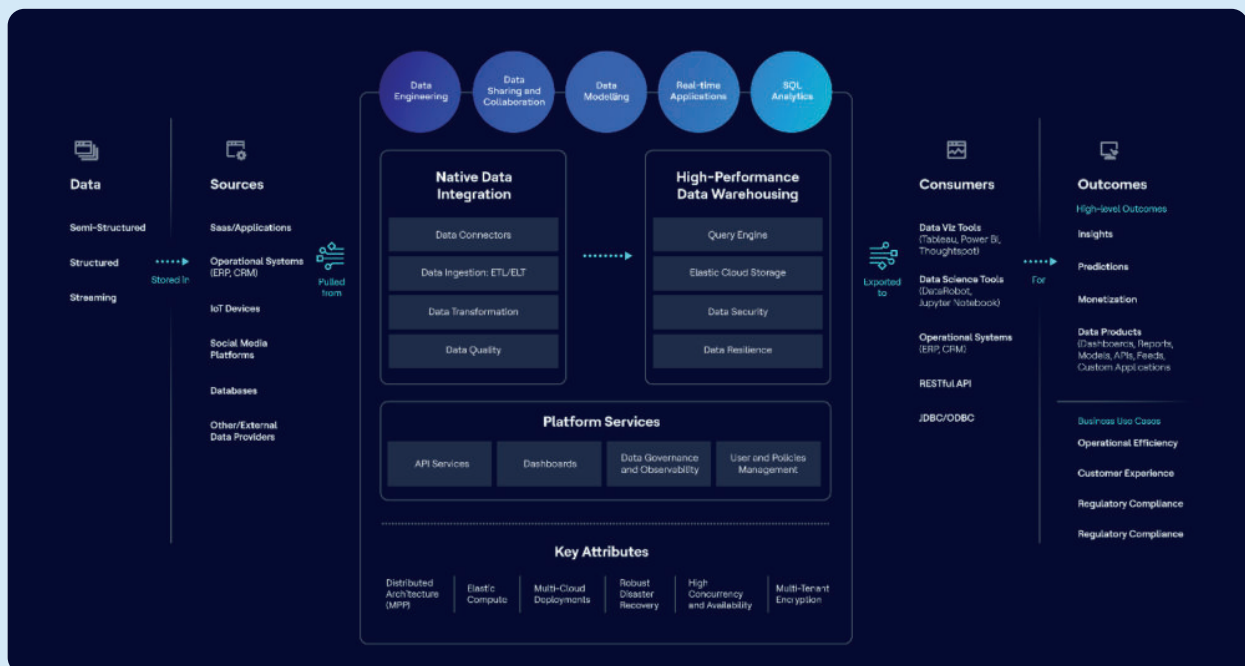 Data
Engineering
Data
Sharing and
Collaboration
Data
Modelling
Real-time
Applications
SQL
Analytics
Data
Semi-Structured
Structured
Streaming
Stored in
Sources
Saas/Applications
Operational Systems
(ERP, CRM)
IoT Devices
Social Media
Platforms
Databases
Other/External
Data Providers
Pulled
from
Native Data
Integration
Data Connectors
Data Ingestion: ETL/ELT
Data Transformation
Data Quality
High-Performance
Data Warehousing
Query Engine
Elastic Cloud Storage
Data Security
Data Resilience
Platform Services
API Services
Dashboards
Data Governance
and Observability
User and Policies
Management
Key Attributes
Distributed
Architecture
(MPP)
Elastic
Compute
Multi-Cloud
Deployments
Robust
Disaster
Recovery
High
Concurrency
and Availability
Multi-Tenant
Encryption
Exported
to
Consumers
Data Viz Tools
(Tableau, Power BI,
Thoughtspot)
Data Science Tools
(DataRobot,
Jupyter Notebook)
Operational Systems
(ERP, CRM)
RESTful API
JDBC/ODBC
For
Outcomes
High-level Outcomes
Insights
Predictions
Monetization
Data Products
(Dashboards, Reports,
Models, APIs, Feeds,
Custom Applications
Business Use Cases
Operational Efficiency
Customer Experience
Regulatory Compliance
Regulatory Compliance